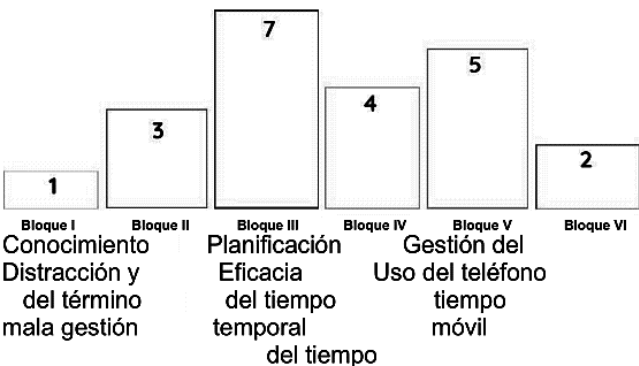 7
5
4
3
2
1
Bloque I Bloque II Bloque III Bloque IV Bloque V Bloque VI
Conocimiento Planificación Gestión del
Distracción y Eficacia Uso del teléfono
del término del tiempo tiempo
mala gestión temporal móvil
del tiempo